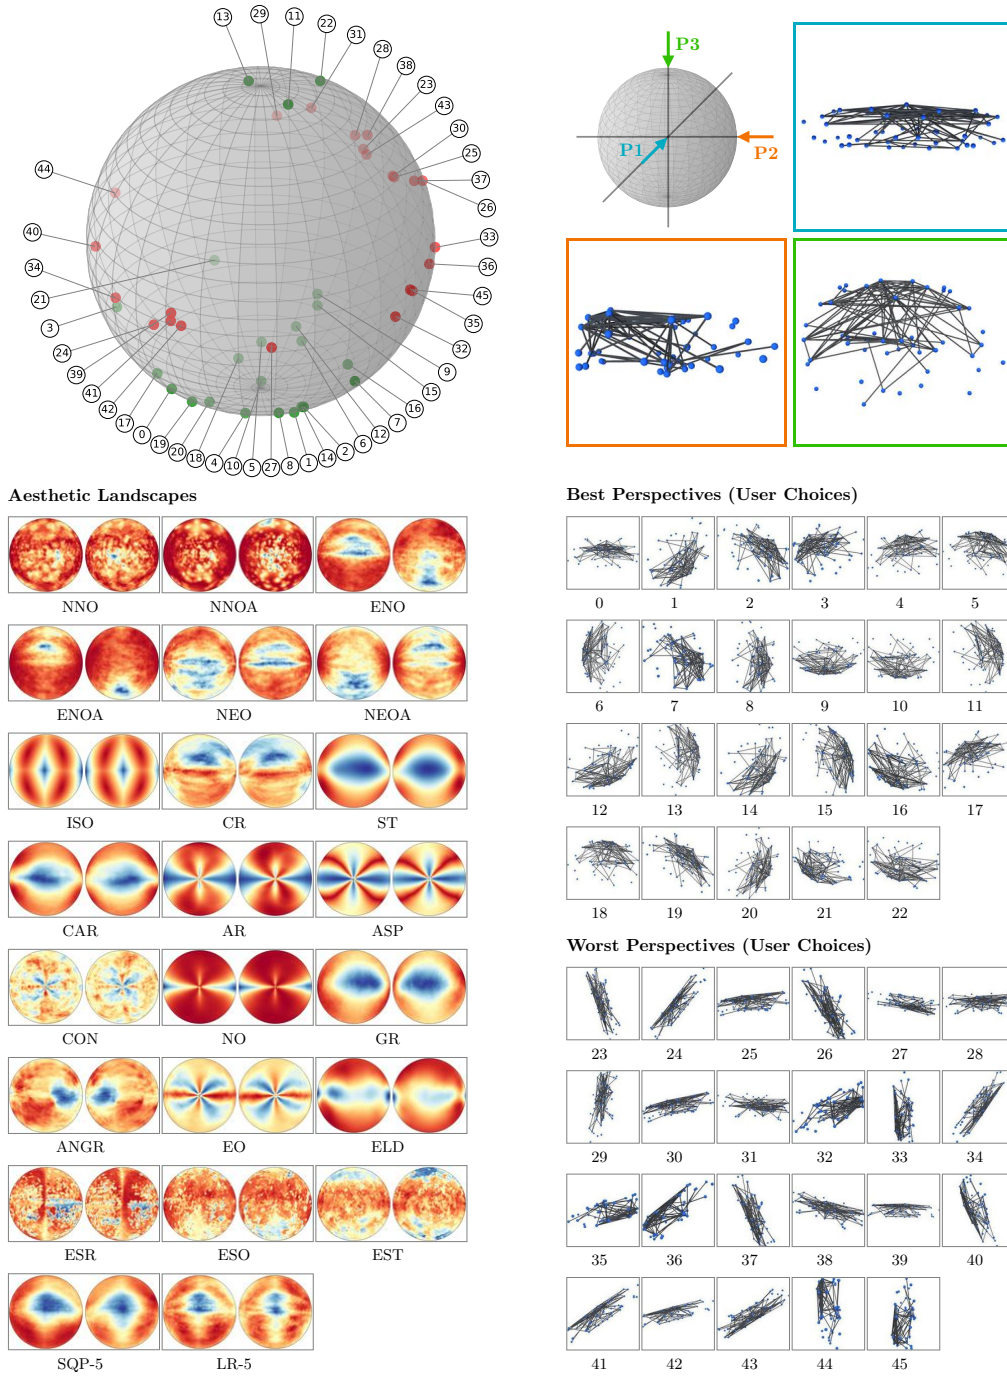 13
29
11
22
31
28
38
23
43
30
25
37
26
33
36
45
35
32
9
15
16
7
12
6
2
14
1
8
27
5
10
4
18
20
19
0
17
42
41
39
24
3
21
34
40
44
P3
P1
P2
Aesthetic Landscapes
NNO NNOA ENO
ENOA NEO NEOA
ISO CR ST
CAR AR ASP
CON NO GR
ANGR EO ELD
ESR ESO EST
SQP-5 LR-5
Best Perspectives (User Choices)
0 1 2 3 4 5
6 7 8 9 10 11
12 13 14 15 16 17
18 19 20 21 22
Worst Perspectives (User Choices)
23 24 25 26 27 28
29 30 31 32 33 34
35 36 37 38 39 40
41 42 43 44 45